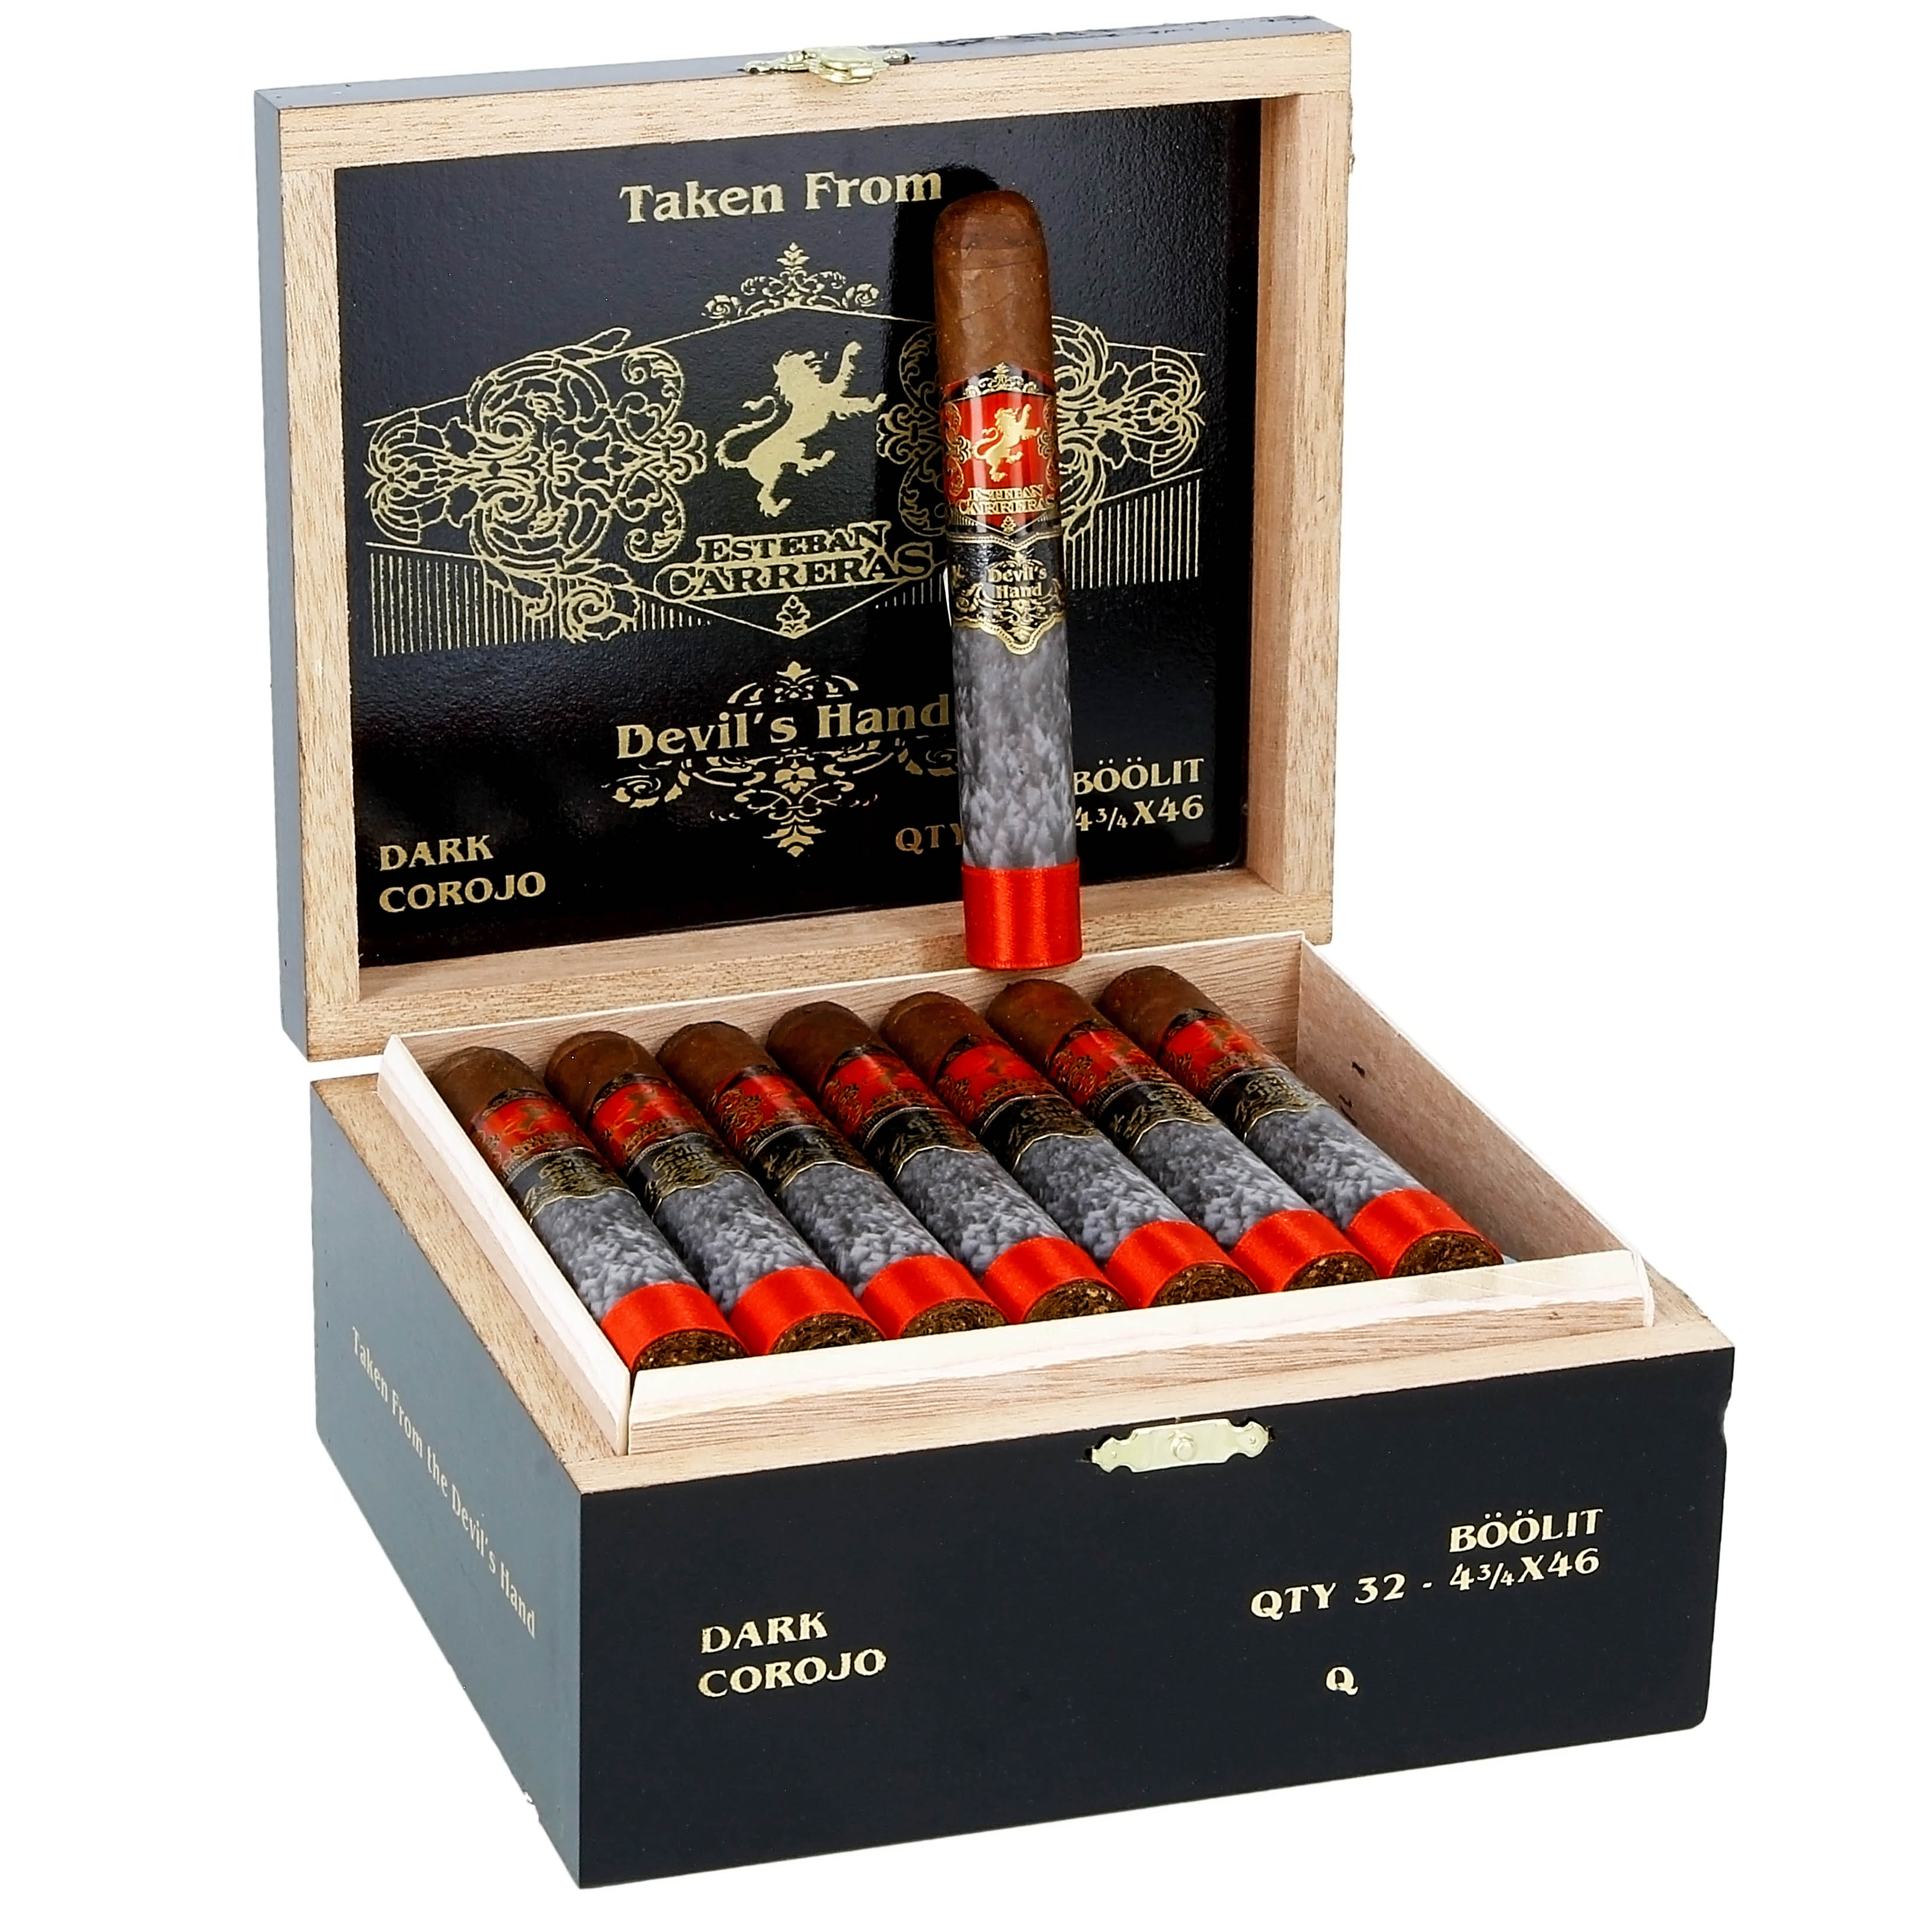 Taken From
ESTEBAN
CARRERAS
Devil's Hand
DARK
COROJO
QTY
BÖÖLIT
4¾X46
ESTEBAN
CARRERAS
Devil's
Hand
Taken From the Devil's Hand
DARK
COROJO
BÖÖLIT
QTY 32 - 4¾X46
Q